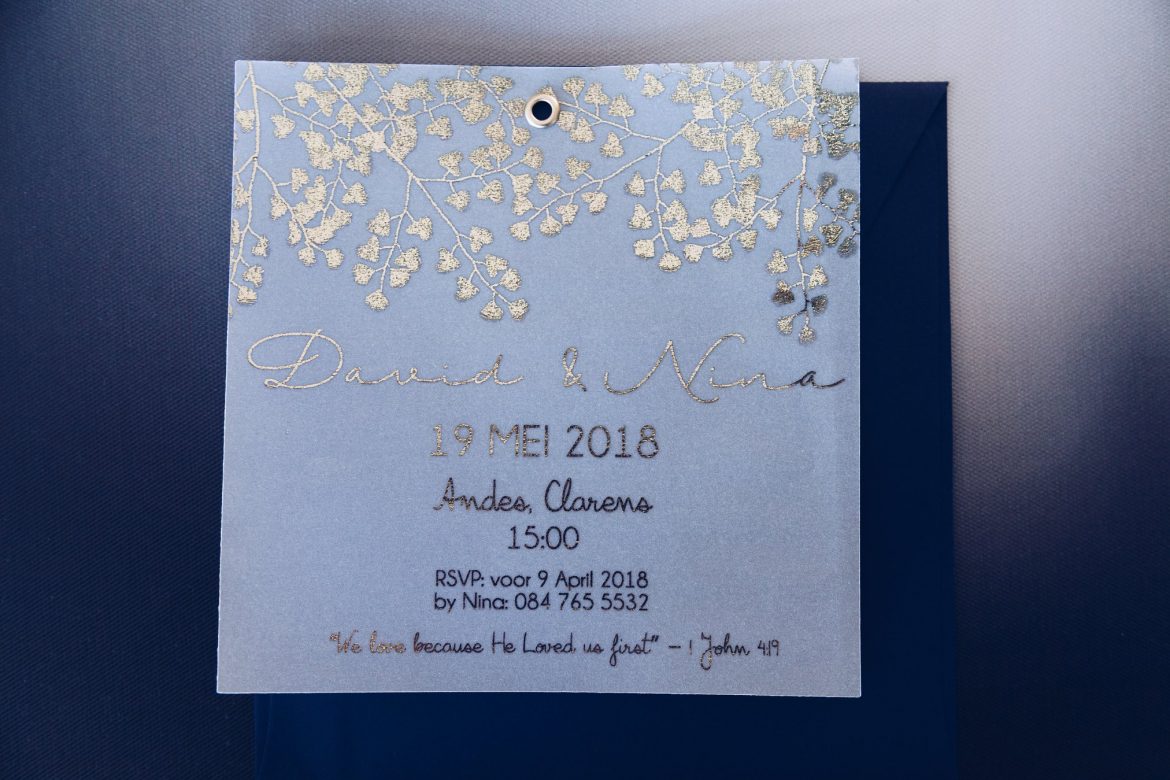 David & Nina
19 MEI 2018
Andes, Clarens
15:00
RSVP: voor 9 April 2018
by Nina: 084 765 5532
"We love because He Loved us first" - 1 John 4:19